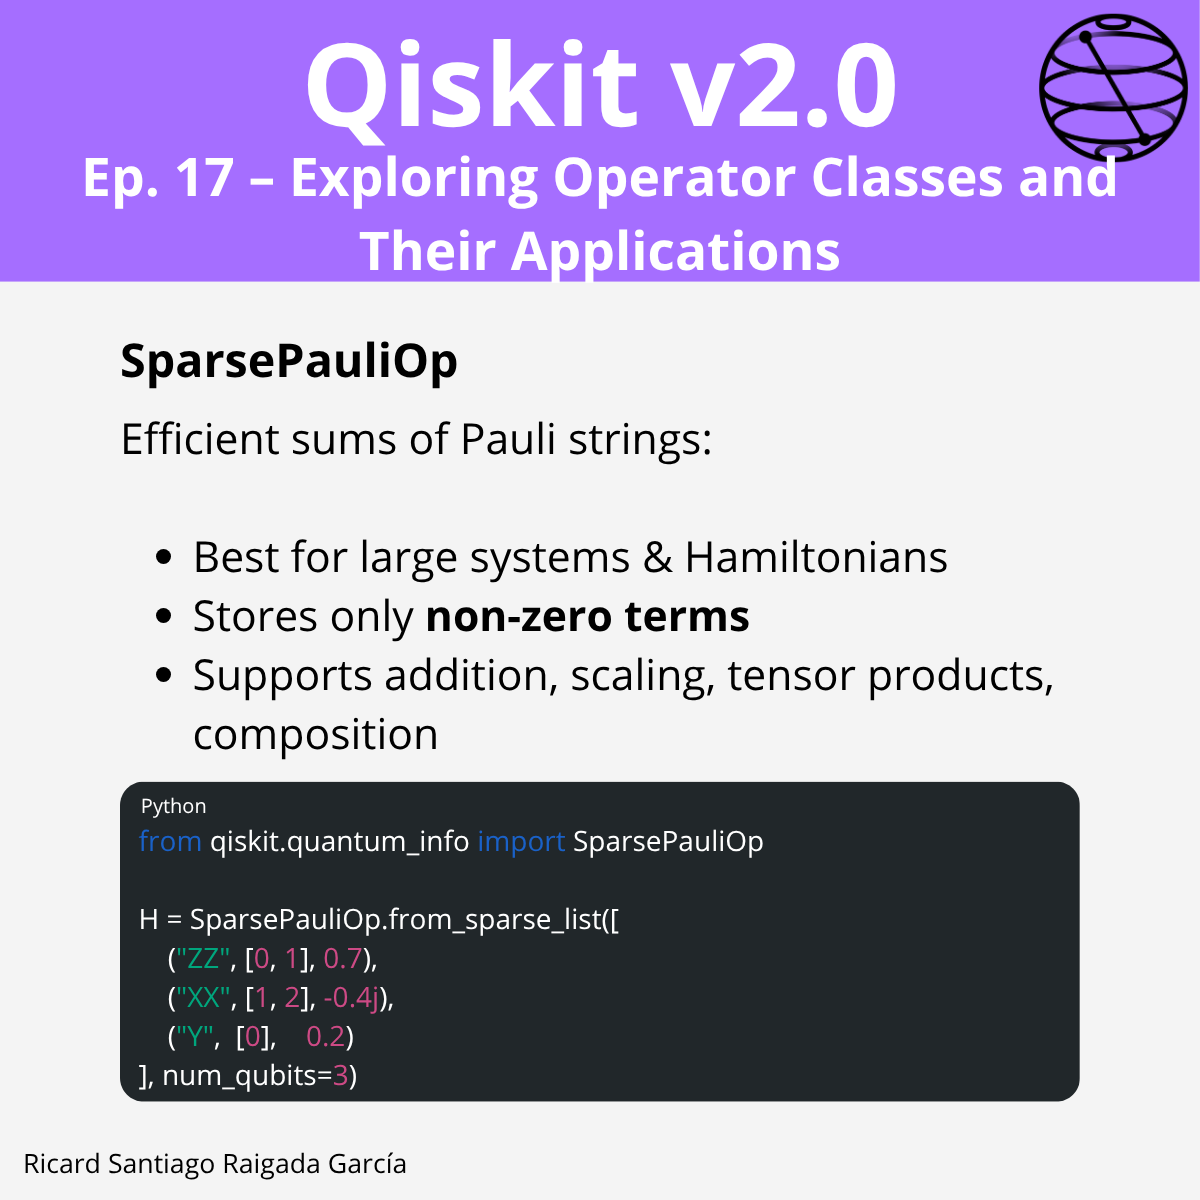 Qiskit v2.0
Ep. 17 – Exploring Operator Classes and
Their Applications
SparsePauliOp
Efficient sums of Pauli strings:
• Best for large systems & Hamiltonians
• Stores only non-zero terms
• Supports addition, scaling, tensor products,
composition
Python
from qiskit.quantum_info import SparsePauliOp
H = SparsePauliOp.from_sparse_list([
    ("ZZ", [0, 1], 0.7),
    ("XX", [1, 2], -0.4j),
    ("Y",  [0],    0.2)
], num_qubits=3)
Ricard Santiago Raigada García